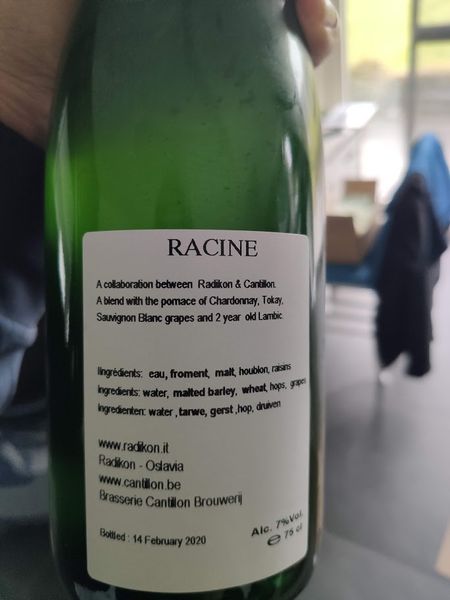 RACINE
A collaboration between Radikon & Cantillon.
A blend with the pomace of Chardonnay, Tokay,
Sauvignon Blanc grapes and 2 year old Lambic.
Iingrédients: eau, froment, malt, houblon, raisins
Ingredients: water, malted barley, wheat, hops, grapes
Ingredienten: water ,tarwe, gerst ,hop, druiven
www.radikon.it
Radikon - Oslavia
www.cantillon.be
Brasserie Cantillon Brouwerij
Bottled : 14 February 2020
Alc. 7%Vol.
e 75 cl